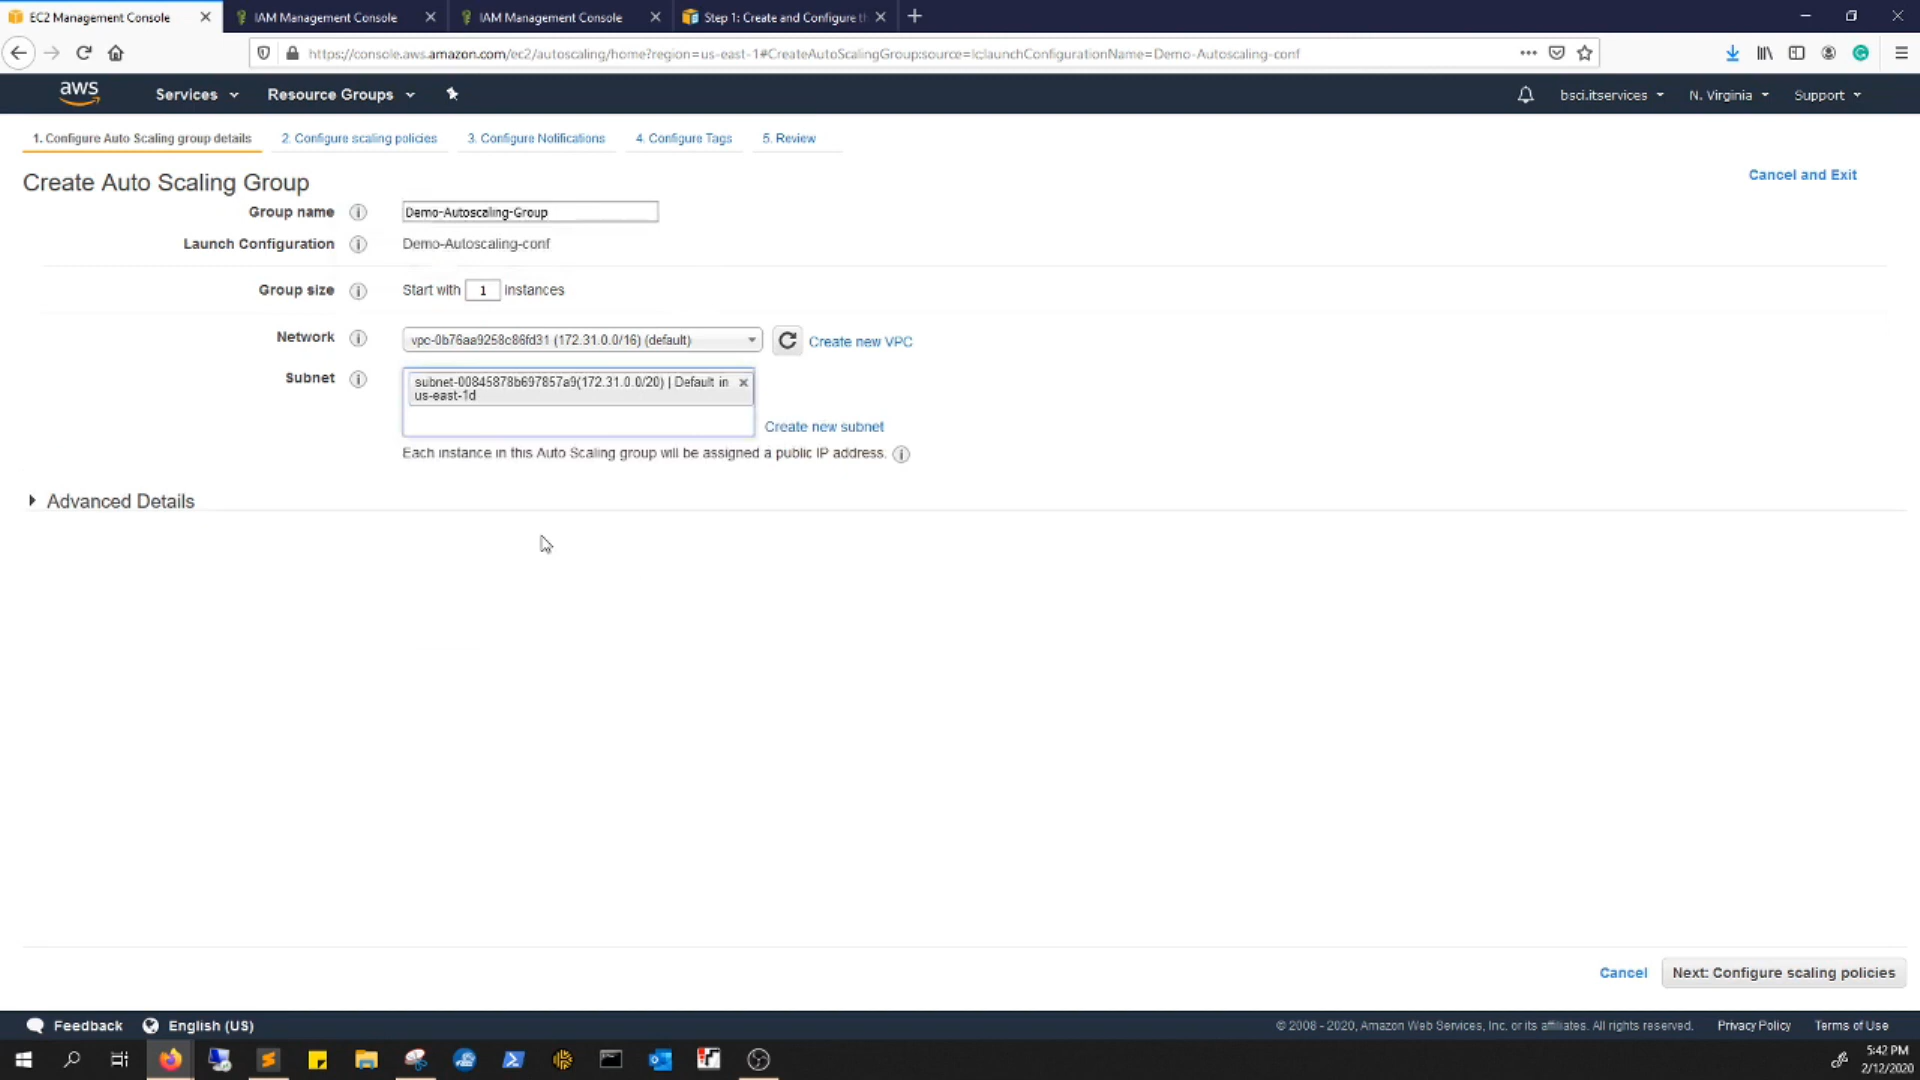 EC2 Management Console
IAM Management Console
IAM Management Console
Step 1: Create and Configure t
https://console.aws.amazon.com/ec2/autoscaling/home?region=us-east-1#CreateAutoScalingGroup:source=lc;launchConfigurationName=Demo-Autoscaling-conf
aws
Services
Resource Groups
bsci.itservices
N. Virginia
Support
1. Configure Auto Scaling group details
2. Configure scaling policies
3. Configure Notifications
4. Configure Tags
5. Review
Create Auto Scaling Group
Cancel and Exit
Group name
Demo-Autoscaling-Group
Launch Configuration
Demo-Autoscaling-conf
Group size
Start with 1 instances
Network
vpc-0b76aa9258c86fd31 (172.31.0.0/16) (default)
Create new VPC
Subnet
subnet-00845878b697857a9(172.31.0.0/20) | Default in
us-east-1d
Create new subnet
Each instance in this Auto Scaling group will be assigned a public IP address.
Advanced Details
Cancel
Next: Configure scaling policies
Feedback
English (US)
© 2008 - 2020, Amazon Web Services, Inc. or its affiliates. All rights reserved.
Privacy Policy
Terms of Use
5:42 PM
2/12/2020